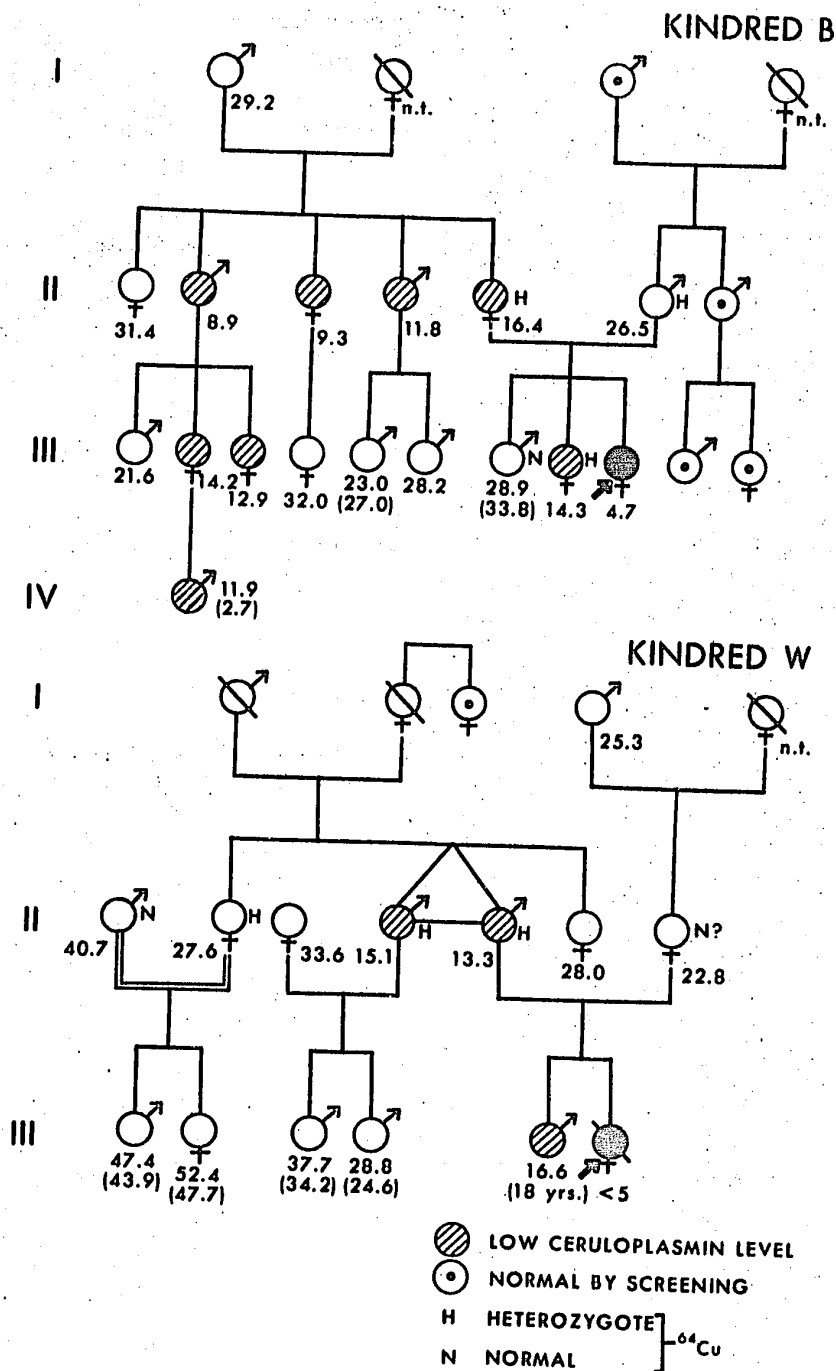 KINDRED B
I
29.2
n.t.
n.t.
II
31.4
8.9
9.3
11.8
H
16.4
26.5
H
III
21.6
14.2
12.9
32.0
23.0
(27.0)
28.2
N
28.9
(33.8)
H
14.3
4.7
IV
11.9
(2.7)
KINDRED W
I
25.3
n.t.
II
N
40.7
H
27.6
33.6
15.1
H
13.3
H
28.0
N?
22.8
III
47.4
(43.9)
52.4
(47.7)
37.7
(34.2)
28.8
(24.6)
16.6
(18 yrs.)
<5
LOW CERULOPLASMIN LEVEL
NORMAL BY SCREENING
H HETEROZYGOTE
64Cu
N NORMAL